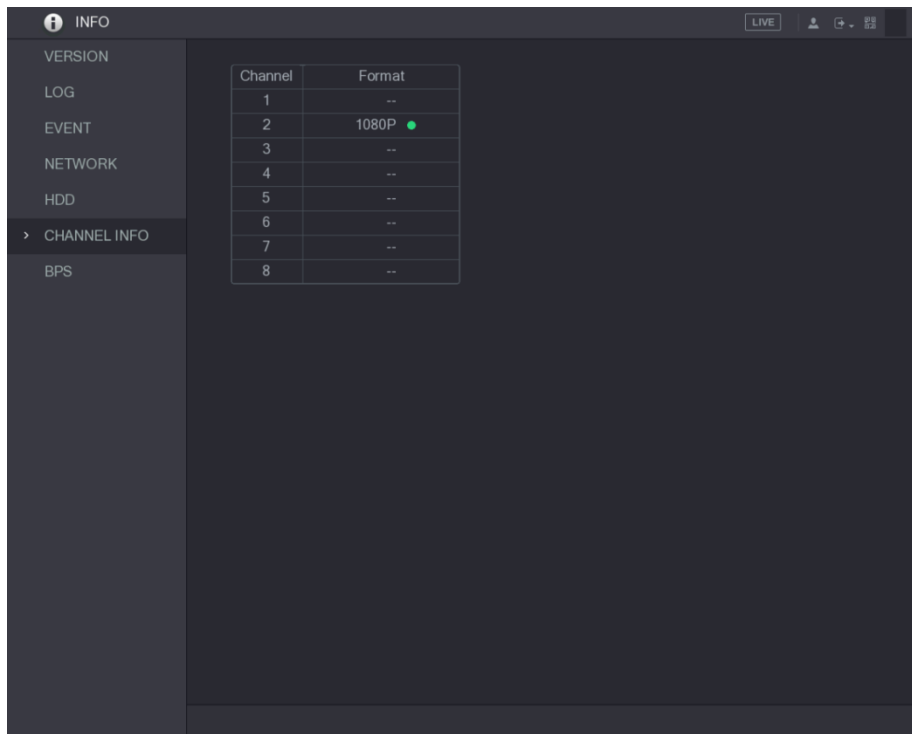 INFO
LIVE
VERSION
LOG
EVENT
NETWORK
HDD
CHANNEL INFO
BPS
Channel Format
1 --
2 1080P
3 --
4 --
5 --
6 --
7 --
8 --